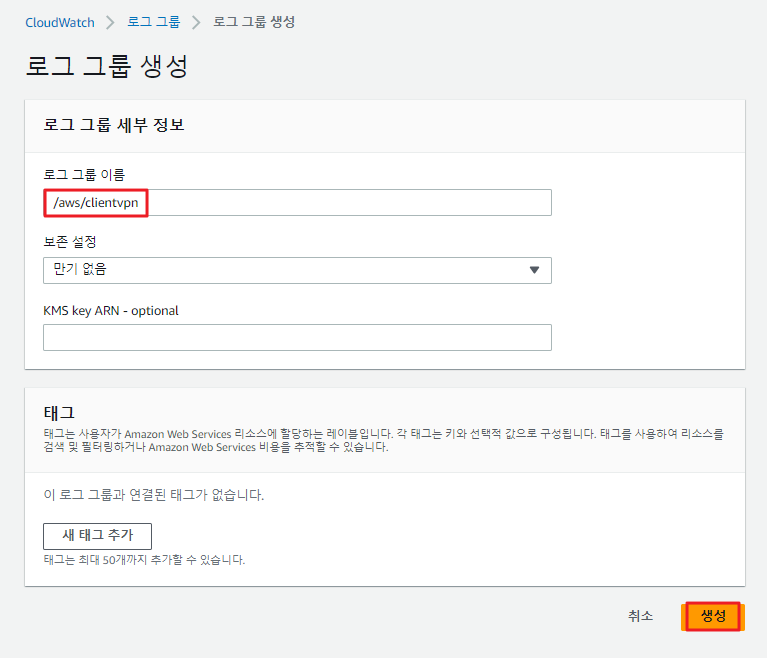 CloudWatch > 로그 그룹 > 로그 그룹 생성
로그 그룹 생성
로그 그룹 세부 정보
로그 그룹 이름
/aws/clientvpn
보존 설정
만기 없음
KMS key ARN - optional
태그
태그는 사용자가 Amazon Web Services 리소스에 할당하는 레이블입니다. 각 태그는 키와 선택적 값으로 구성됩니다. 태그를 사용하여 리소스를
검색 및 필터링하거나 Amazon Web Services 비용을 추적할 수 있습니다.
이 로그 그룹과 연결된 태그가 없습니다.
새 태그 추가
태그는 최대 50개까지 추가할 수 있습니다.
취소 생성